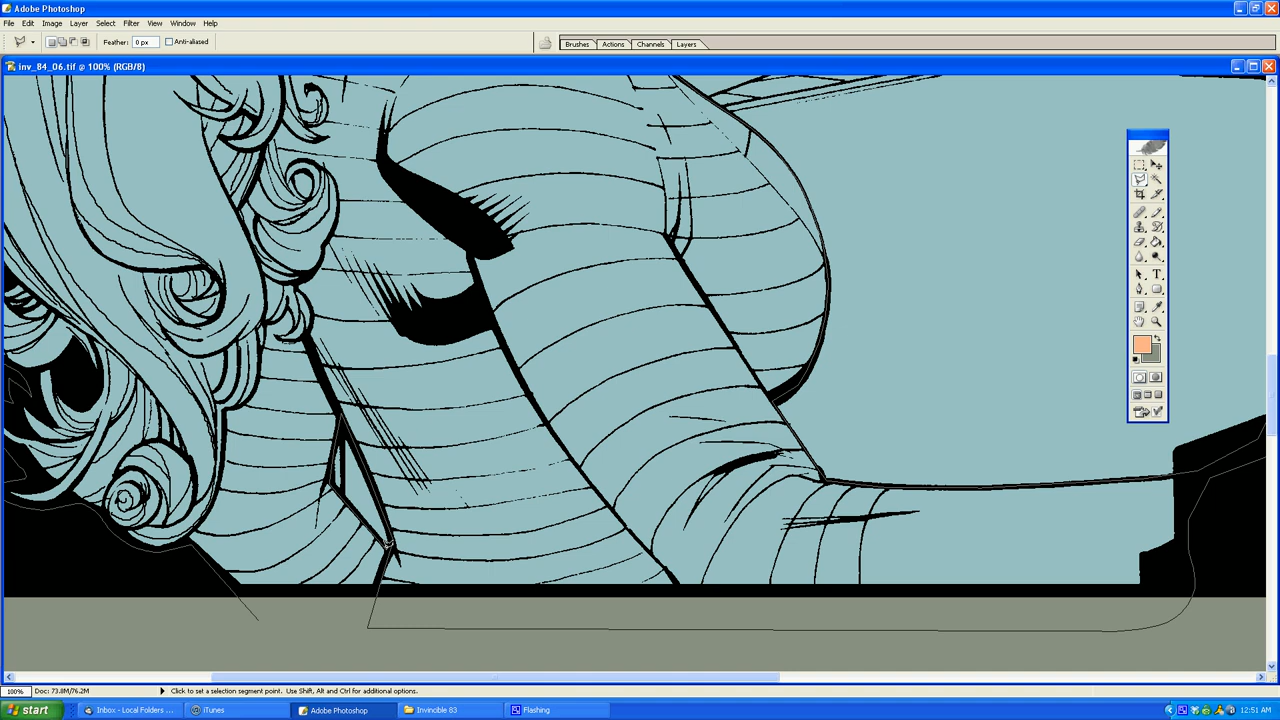 Adobe Photoshop
File Edit Image Layer Select Filter View Window Help
Feather: 0 px Anti-aliased Brushes Actions Channels Layers
inv_84_06.tif @ 100% (RGB/8)
T
100% Doc: 73.8M/76.2M Click to set a selection segment point. Use Shift, Alt and Ctrl for additional options.
start Inbox - Local Folders ... iTunes Adobe Photoshop Invincible 83 Flashing 12:51 AM